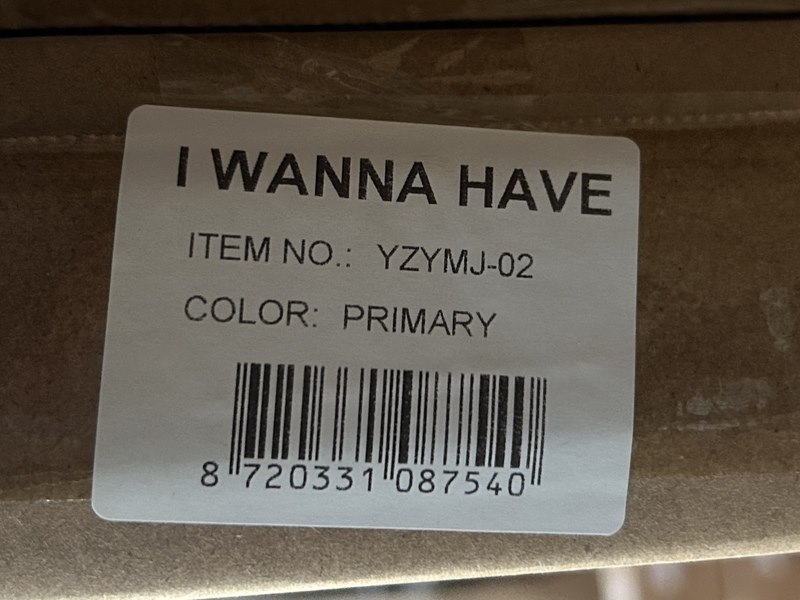 I WANNA HAVE
ITEM NO.: YZYMJ-02
COLOR: PRIMARY
8 720331 087540